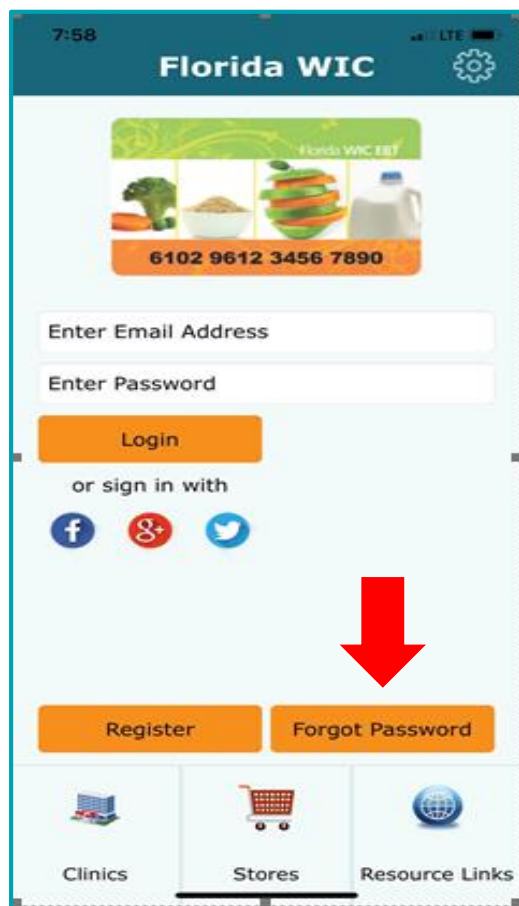 7:58
LTE
Florida WIC
Florida WIC EBT
6102 9612 3456 7890
Enter Email Address
Enter Password
Login
or sign in with
Register
Forgot Password
Clinics
Stores
Resource Links